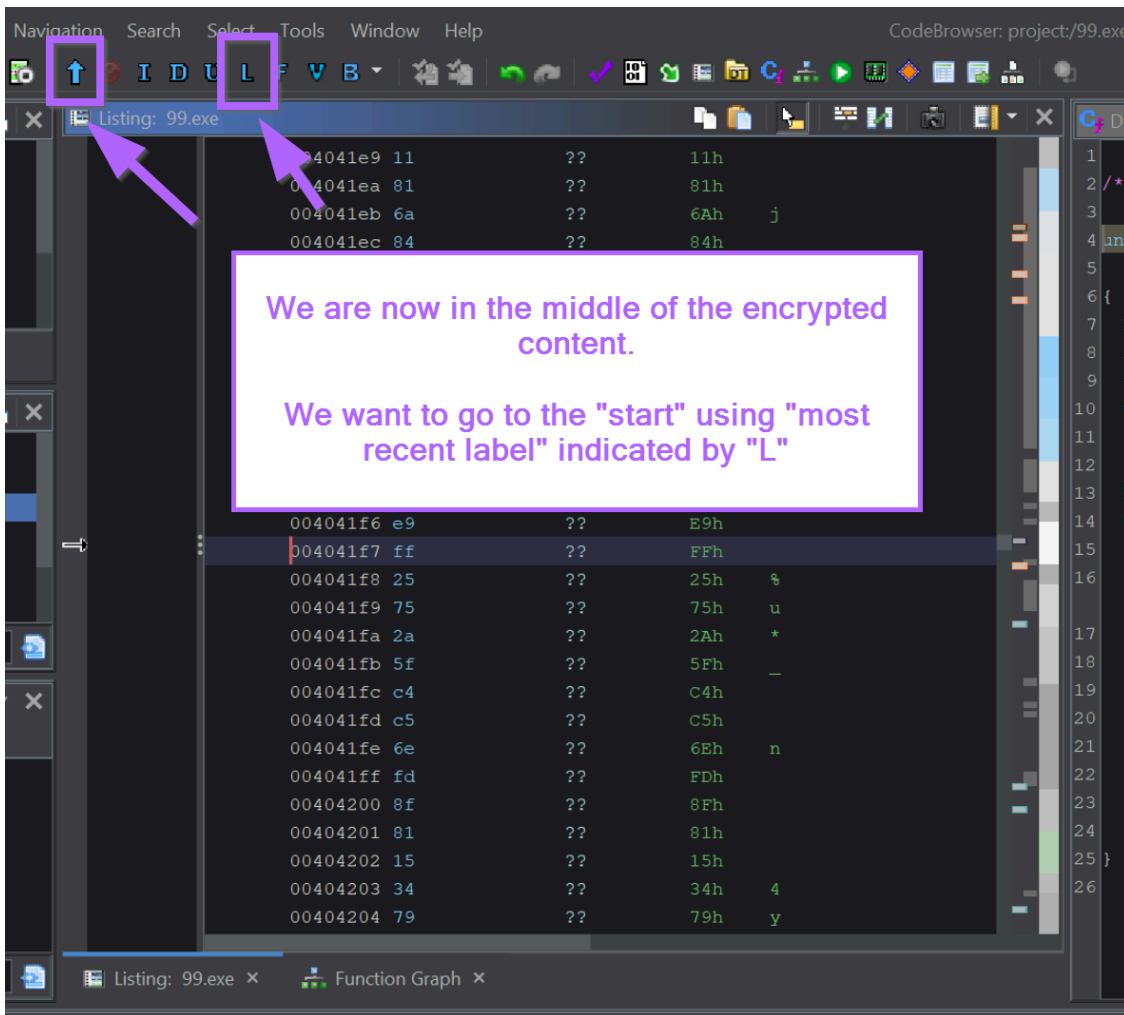 Navigation Search Select Tools Window Help CodeBrowser: project:/99.exe
I D U L F V B
Listing: 99.exe
004041e9 11 ?? 11h
004041ea 81 ?? 81h
004041eb 6a ?? 6Ah j
004041ec 84 ?? 84h
We are now in the middle of the encrypted
content.
We want to go to the "start" using "most
recent label" indicated by "L"
004041f6 e9 ?? E9h
004041f7 ff ?? FFh
004041f8 25 ?? 25h %
004041f9 75 ?? 75h u
004041fa 2a ?? 2Ah *
004041fb 5f ?? 5Fh _
004041fc c4 ?? C4h
004041fd c5 ?? C5h
004041fe 6e ?? 6Eh n
004041ff fd ?? FDh
00404200 8f ?? 8Fh
00404201 81 ?? 81h
00404202 15 ?? 15h
00404203 34 ?? 34h 4
00404204 79 ?? 79h y
1
2 /*
3
4 un
5
6 {
7
8
9
10
11
12
13
14
15
16
17
18
19
20
21
22
23
24
25 }
26
Listing: 99.exe × Function Graph ×